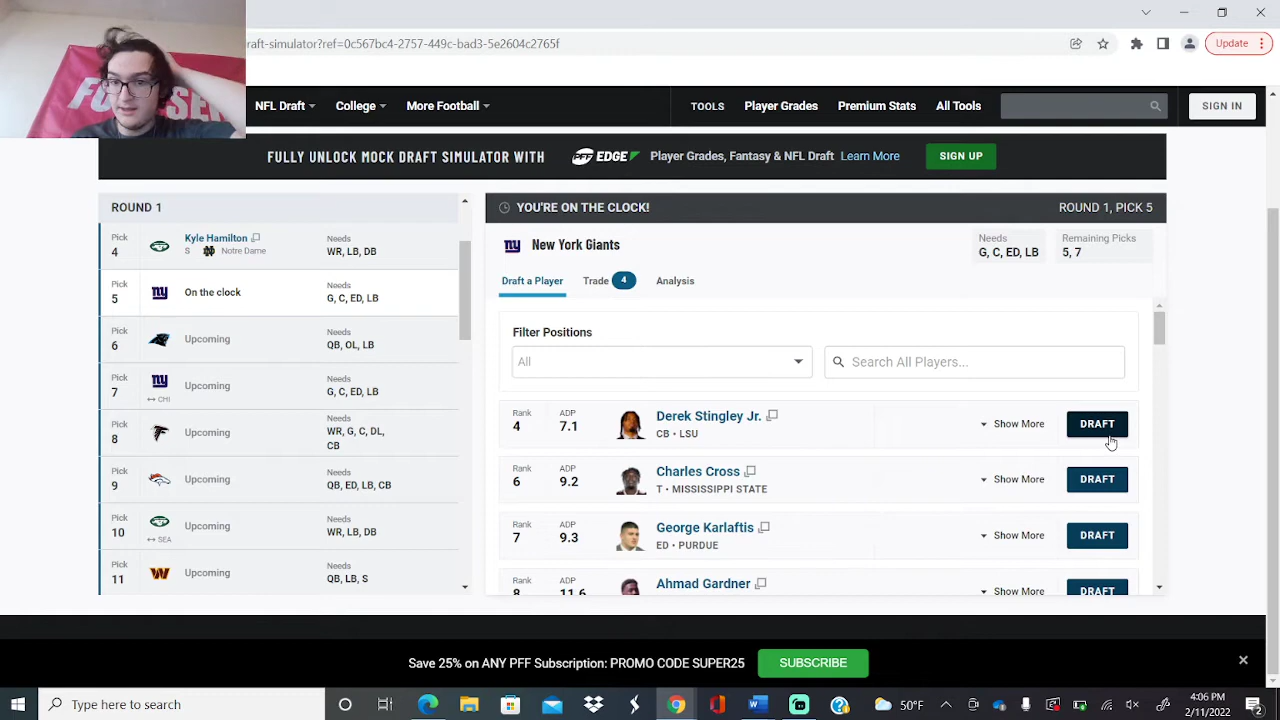 raft-simulator?ref=0c567bc4-2757-449c-bad3-5e2604c2765f
Update
NFL Draft
College
More Football
TOOLS
Player Grades
Premium Stats
All Tools
SIGN IN
FULLY UNLOCK MOCK DRAFT SIMULATOR WITH
PFF EDGE
Player Grades, Fantasy & NFL Draft Learn More
SIGN UP
ROUND 1
Pick
4
Kyle Hamilton
S Notre Dame
Needs
WR, LB, DB
Pick
5
On the clock
Needs
G, C, ED, LB
Pick
6
Upcoming
Needs
QB, OL, LB
Pick
7
CHI
Upcoming
Needs
G, C, ED, LB
Pick
8
Upcoming
Needs
WR, G, C, DL,
CB
Pick
9
Upcoming
Needs
QB, ED, LB, CB
Pick
10
SEA
Upcoming
Needs
WR, LB, DB
Pick
11
Upcoming
Needs
QB, LB, S
YOU'RE ON THE CLOCK!
ROUND 1, PICK 5
New York Giants
Needs
G, C, ED, LB
Remaining Picks
5, 7
Draft a Player
Trade 4
Analysis
Filter Positions
All
Search All Players...
Rank
4
ADP
7.1
Derek Stingley Jr.
CB • LSU
Show More
DRAFT
Rank
6
ADP
9.2
Charles Cross
T • MISSISSIPPI STATE
Show More
DRAFT
Rank
7
ADP
9.3
George Karlaftis
ED • PURDUE
Show More
DRAFT
Rank
8
ADP
11.6
Ahmad Gardner
Show More
DRAFT
Save 25% on ANY PFF Subscription: PROMO CODE SUPER25
SUBSCRIBE
Type here to search
50°F
4:06 PM
2/11/2022
2